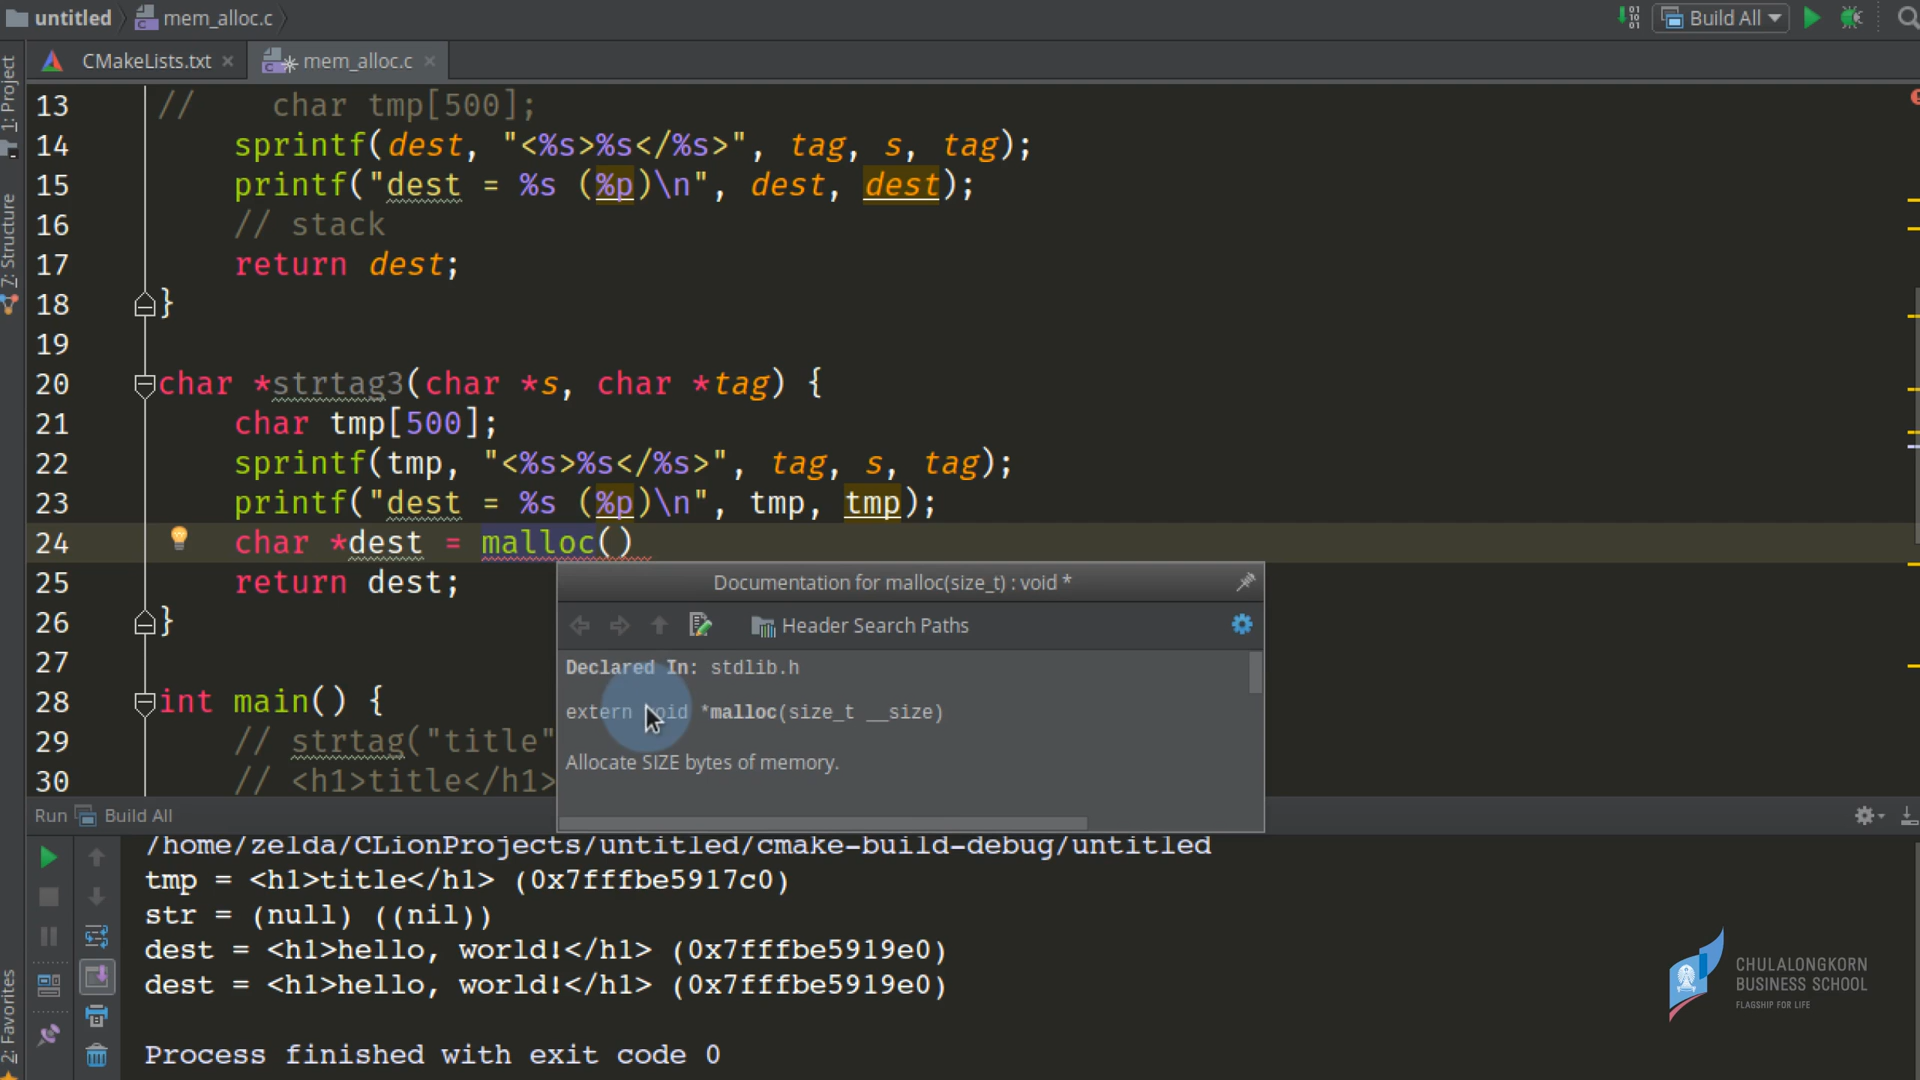 untitled mem_alloc.c Build All
CMakeLists.txt mem_alloc.c
1: Project
7: Structure
2: Favorites
13 // char tmp[500];
14 sprintf(dest, "<%s>%s</%s>", tag, s, tag);
15 printf("dest = %s (%p)\n", dest, dest);
16 // stack
17 return dest;
18 }
19
20 char *strtag3(char *s, char *tag) {
21 char tmp[500];
22 sprintf(tmp, "<%s>%s</%s>", tag, s, tag);
23 printf("dest = %s (%p)\n", tmp, tmp);
24 char *dest = malloc()
25 return dest;
26 }
27
28 int main() {
29 // strtag("title"
30 // <h1>title</h1>
Documentation for malloc(size_t) : void *
Header Search Paths
Declared In: stdlib.h
extern void *malloc(size_t __size)
Allocate SIZE bytes of memory.
Run Build All
/home/zelda/CLionProjects/untitled/cmake-build-debug/untitled
tmp = <h1>title</h1> (0x7fffbe5917c0)
str = (null) ((nil))
dest = <h1>hello, world!</h1> (0x7fffbe5919e0)
dest = <h1>hello, world!</h1> (0x7fffbe5919e0)
Process finished with exit code 0
CHULALONGKORN
BUSINESS SCHOOL
FLAGSHIP FOR LIFE